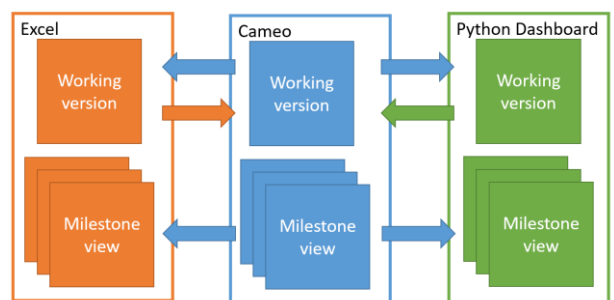 Excel
Working
version
Milestone
view
Cameo
Working
version
Milestone
view
Python Dashboard
Working
version
Milestone
view